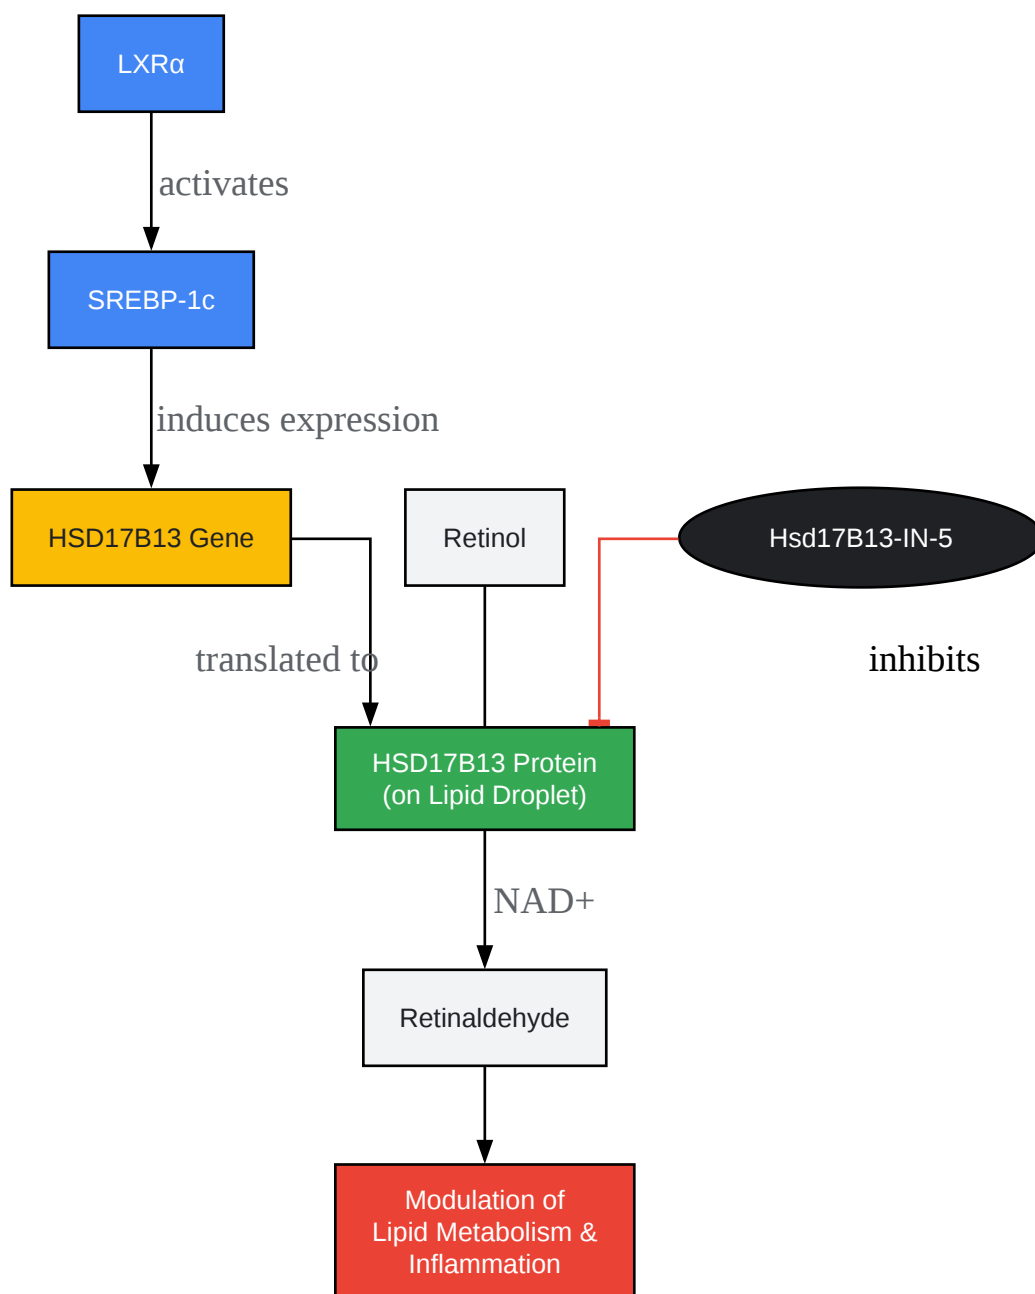 LXRα
activates
SREBP-1c
induces expression
HSD17B13 Gene
Retinol
Hsd17B13-IN-5
translated to
inhibits
HSD17B13 Protein
(on Lipid Droplet)
NAD+
Retinaldehyde
Modulation of
Lipid Metabolism &
Inflammation